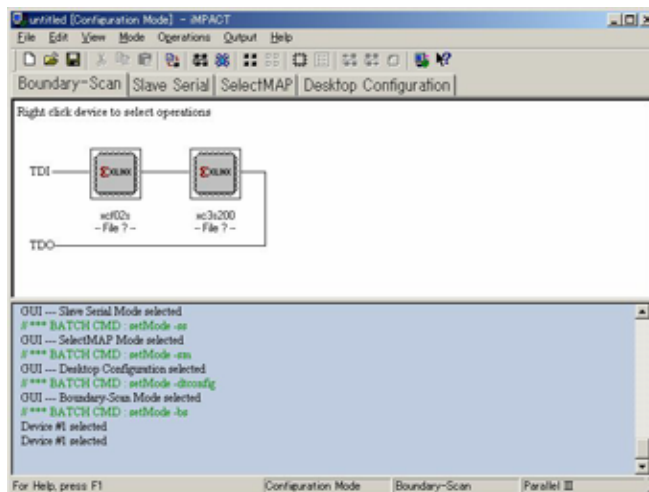 untitled [Configuration Mode] - iMPACT
File Edit View Mode Operations Output Help
Boundary-Scan Slave Serial SelectMAP Desktop Configuration
Right click device to select operations
TDI XILINX XILINX
xcf02s xc3s200
-- File ? -- -- File ? --
TDO
GUI --- Slave Serial Mode selected
// *** BATCH CMD : setMode -ss
GUI --- SelectMAP Mode selected
// *** BATCH CMD : setMode -sm
GUI --- Desktop Configuration selected
// *** BATCH CMD : setMode -dtconfig
GUI --- Boundary-Scan Mode selected
// *** BATCH CMD : setMode -bs
Device #1 selected
Device #1 selected
For Help, press F1 Configuration Mode Boundary-Scan Parallel III